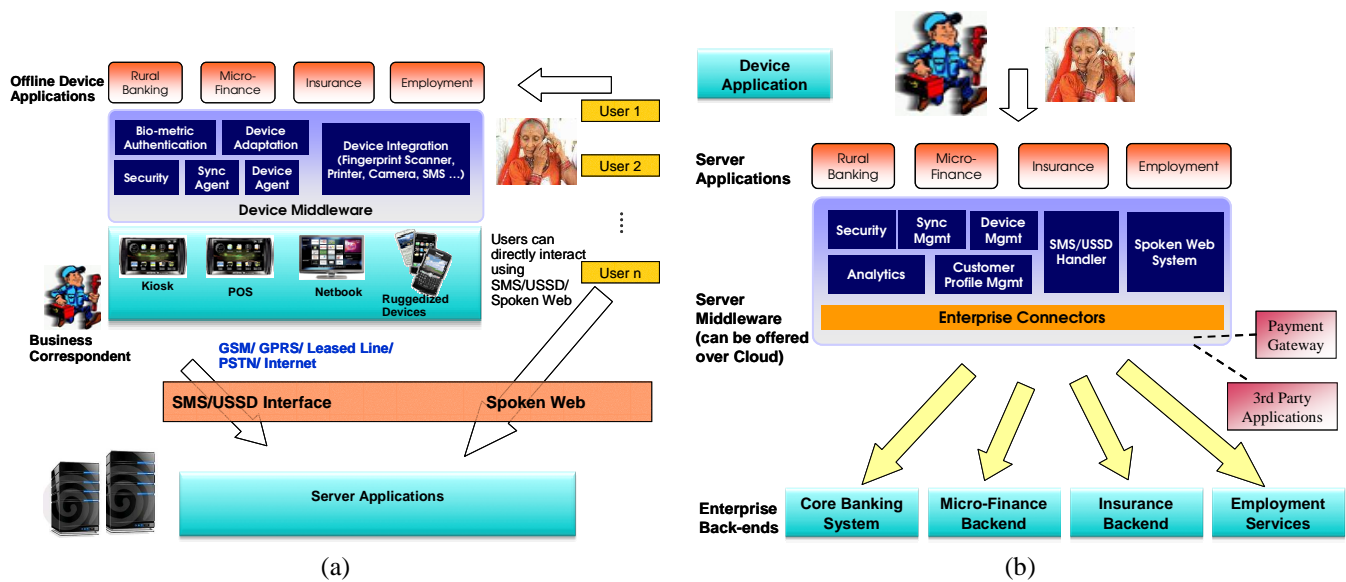 Offline Device
Applications
Rural
Banking
Micro-
Finance
Insurance
Employment
User 1
User 2
User n
Bio-metric
Authentication
Device
Adaptation
Device Integration
(Fingerprint Scanner,
Printer, Camera, SMS ...)
Security
Sync
Agent
Device
Agent
Device Middleware
Kiosk
POS
Netbook
Ruggedized
Devices
Users can
directly interact
using
SMS/USSD/
Spoken Web
Business
Correspondent
GSM/ GPRS/ Leased Line/
PSTN/ Internet
SMS/USSD Interface
Spoken Web
Server Applications
(a)
Device
Application
Server
Applications
Rural
Banking
Micro-
Finance
Insurance
Employment
Security
Sync
Mgmt
Device
Mgmt
SMS/USSD
Handler
Spoken Web
System
Analytics
Customer
Profile Mgmt
Server
Middleware
(can be offered
over Cloud)
Enterprise Connectors
Payment
Gateway
3rd Party
Applications
Enterprise
Back-ends
Core Banking
System
Micro-Finance
Backend
Insurance
Backend
Employment
Services
(b)